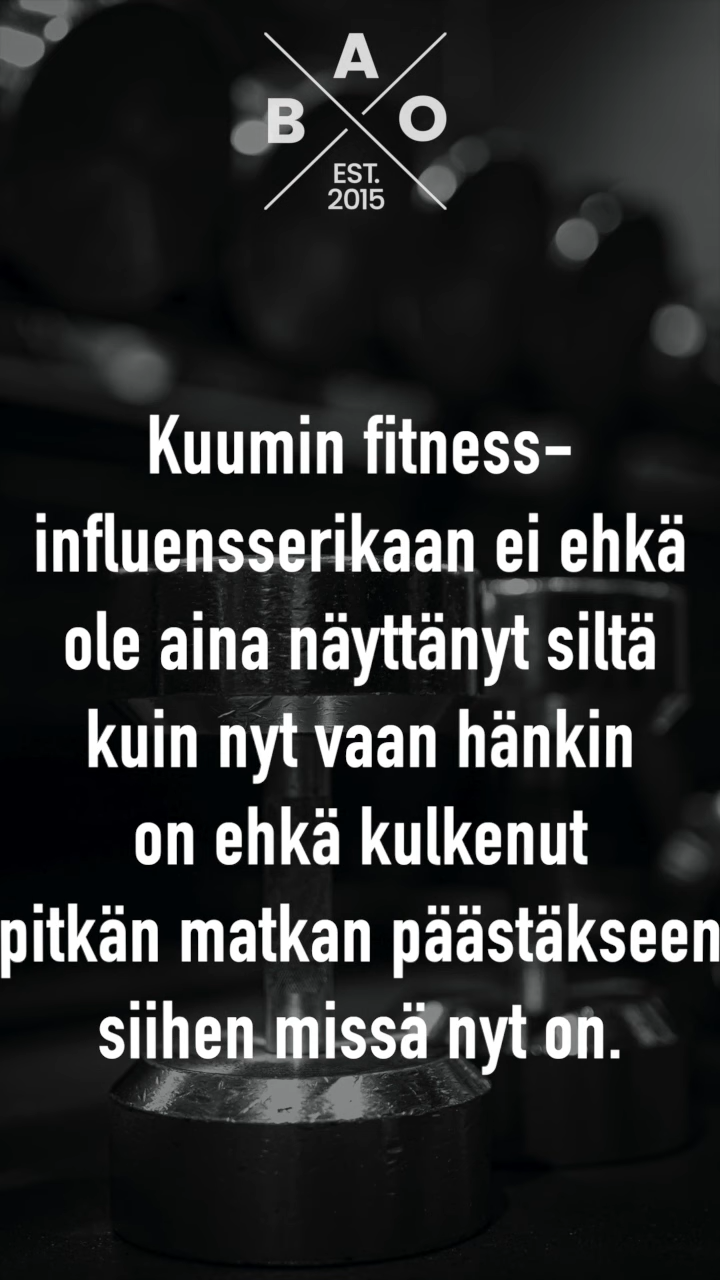 A
B O
EST.
2015
Kuumin fitness-
influensserikaan ei ehkä
ole aina näyttänyt siltä
kuin nyt vaan hänkin
on ehkä kulkenut
pitkän matkan päästäkseen
siihen missä nyt on.